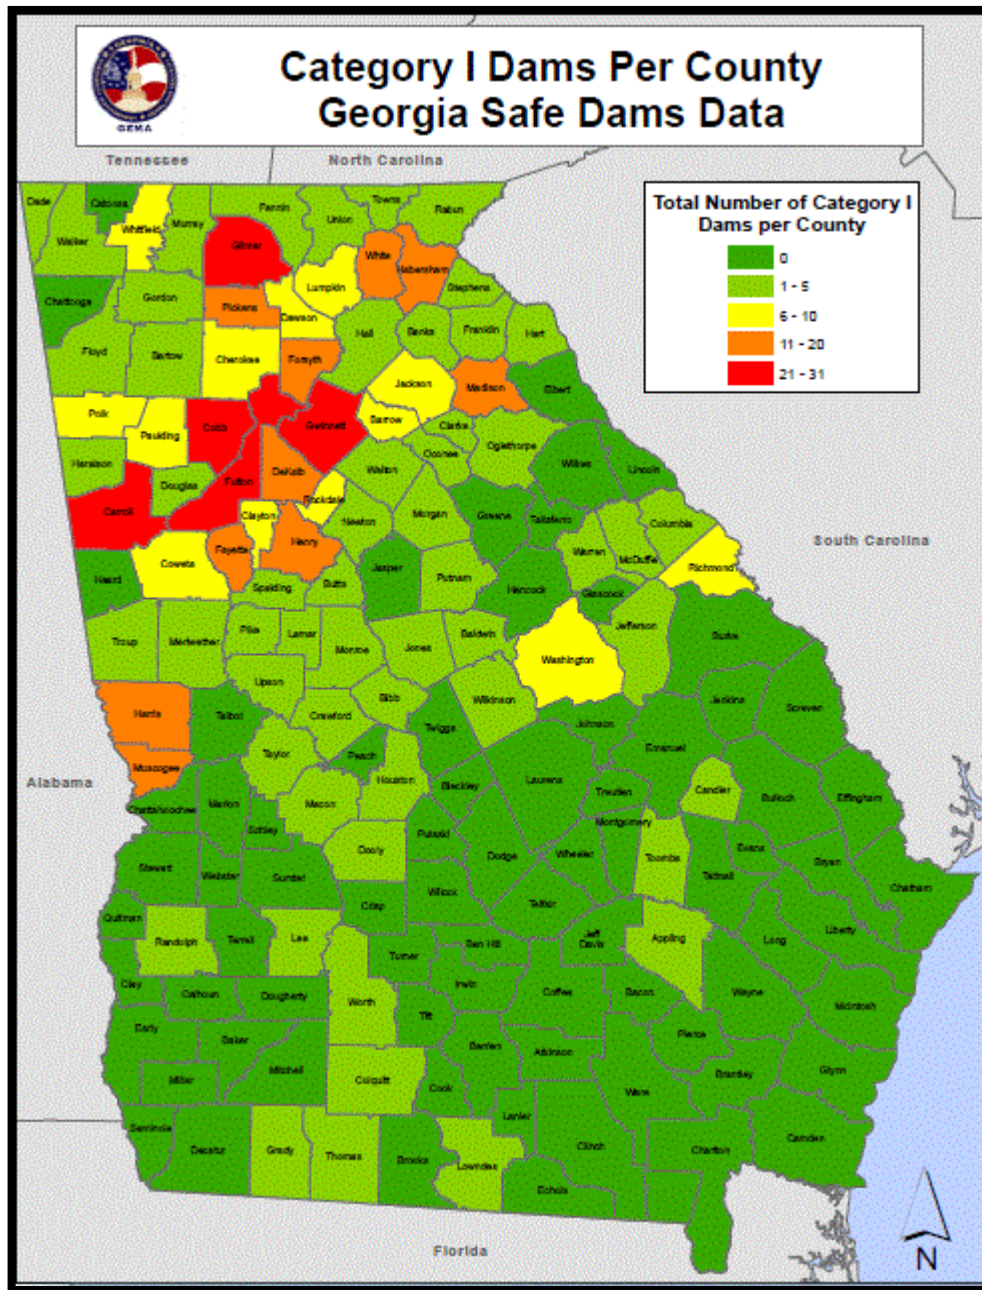 GEMA
Category I Dams Per County
Georgia Safe Dams Data
Tennessee
North Carolina
Total Number of Category I
Dams per County
0
1 - 5
6 - 10
11 - 20
21 - 31
Dade
Catoosa
Whitfield
Murray
Fannin
Union
Towns
Rabun
Walker
Gilmer
White
Habersham
Lumpkin
Stephens
Chattooga
Gordon
Pickens
Dawson
Hall
Banks
Franklin
Hart
Floyd
Bartow
Cherokee
Forsyth
Jackson
Madison
Elbert
Polk
Paulding
Cobb
Gwinnett
Barrow
Clarke
Oconee
Oglethorpe
Haralson
Douglas
Fulton
DeKalb
Walton
Wilkes
Lincoln
Carroll
Rockdale
Clayton
Newton
Morgan
Greene
Taliaferro
Columbia
South Carolina
Fayette
Henry
Warren
McDuffie
Heard
Coweta
Spalding
Butts
Jasper
Putnam
Hancock
Glascock
Richmond
Troup
Meriwether
Pike
Lamar
Monroe
Jones
Baldwin
Washington
Jefferson
Burke
Upson
Harris
Talbot
Crawford
Bibb
Wilkinson
Twiggs
Johnson
Jenkins
Screven
Alabama
Muscogee
Taylor
Peach
Houston
Bleckley
Laurens
Emanuel
Treutlen
Candler
Bulloch
Effingham
Chattahoochee
Marion
Schley
Macon
Pulaski
Montgomery
Dooly
Dodge
Wheeler
Toombs
Evans
Bryan
Stewart
Webster
Sumter
Crisp
Wilcox
Telfair
Tattnall
Chatham
Quitman
Randolph
Terrell
Lee
Turner
Ben Hill
Jeff
Davis
Appling
Long
Liberty
Clay
Calhoun
Dougherty
Worth
Tift
Irwin
Coffee
Bacon
Wayne
McIntosh
Early
Baker
Mitchell
Berrien
Atkinson
Pierce
Miller
Colquitt
Cook
Ware
Brantley
Glynn
Seminole
Decatur
Grady
Thomas
Brooks
Lowndes
Lanier
Clinch
Charlton
Camden
Echols
Florida
N